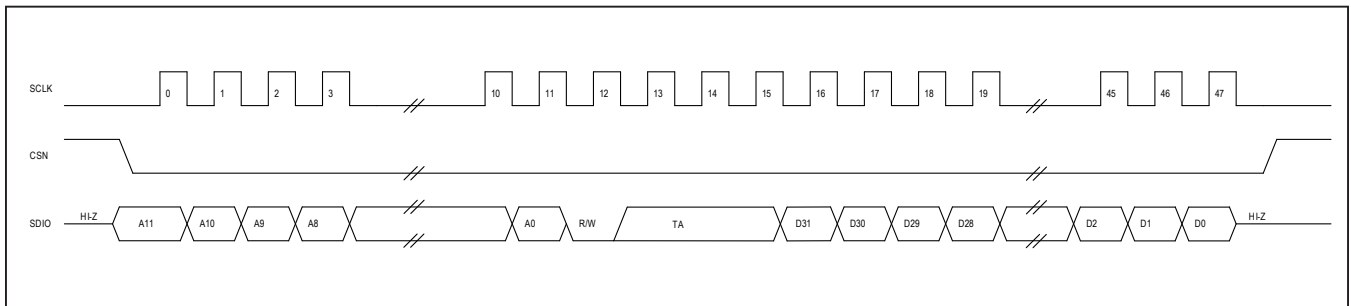 SCLK 0 1 2 3 10 11 12 13 14 15 16 17 18 19 45 46 47
CSN
SDIO HI-Z A11 A10 A9 A8 A0 R/W TA D31 D30 D29 D28 D2 D1 D0 HI-Z